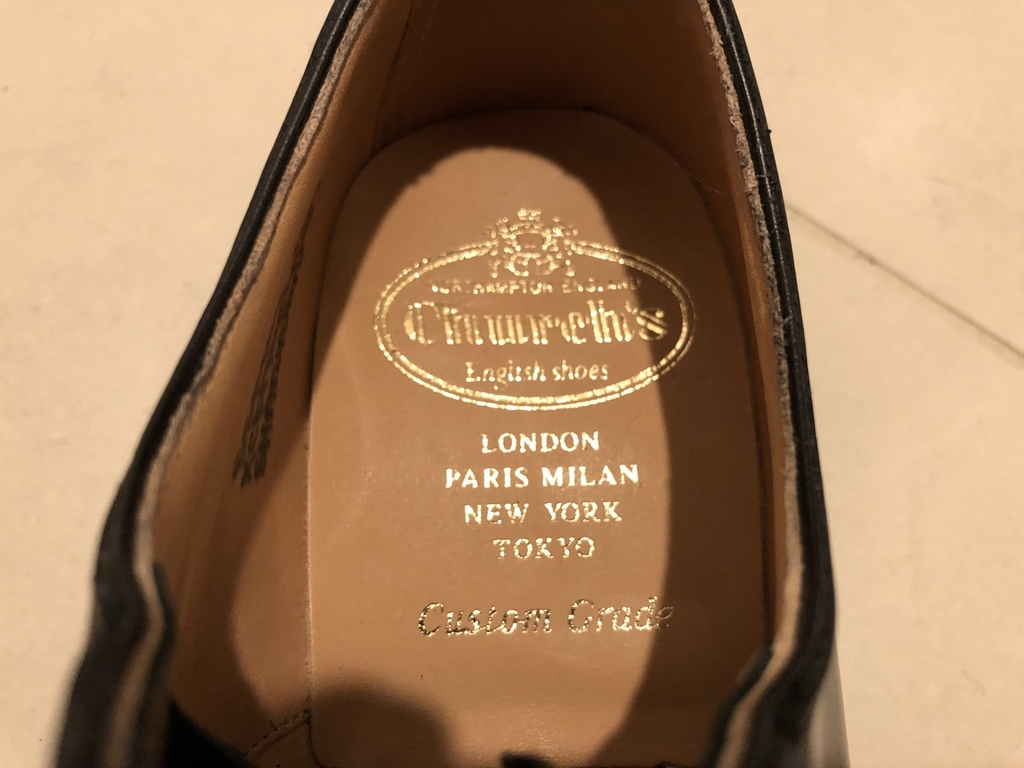 NORTHAMPTON ENGLAND
Church's
English shoes
LONDON
PARIS MILAN
NEW YORK
TOKYO
Custom Grade